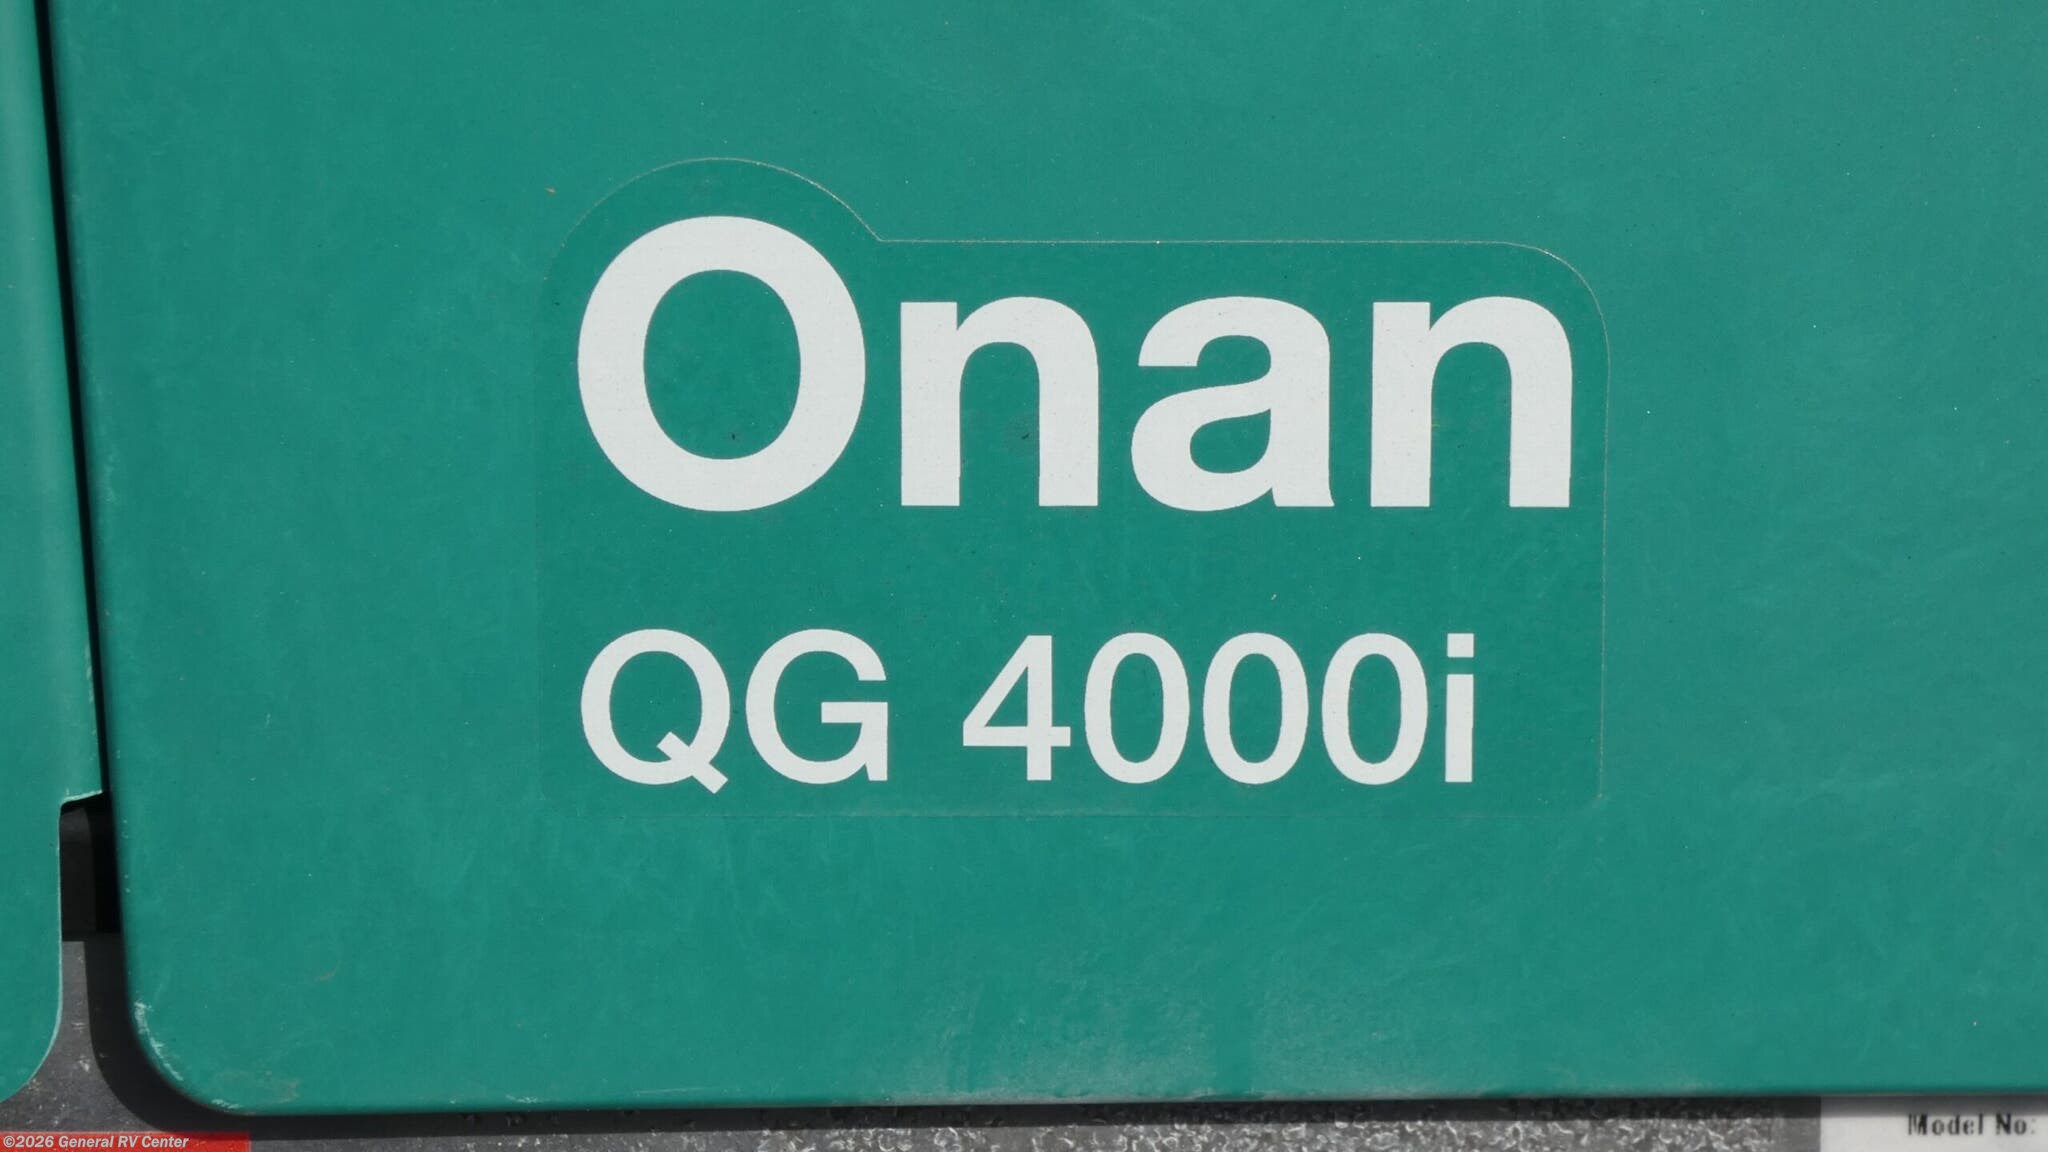 Onan
QG 4000i
Model No:
©2026 General RV Center